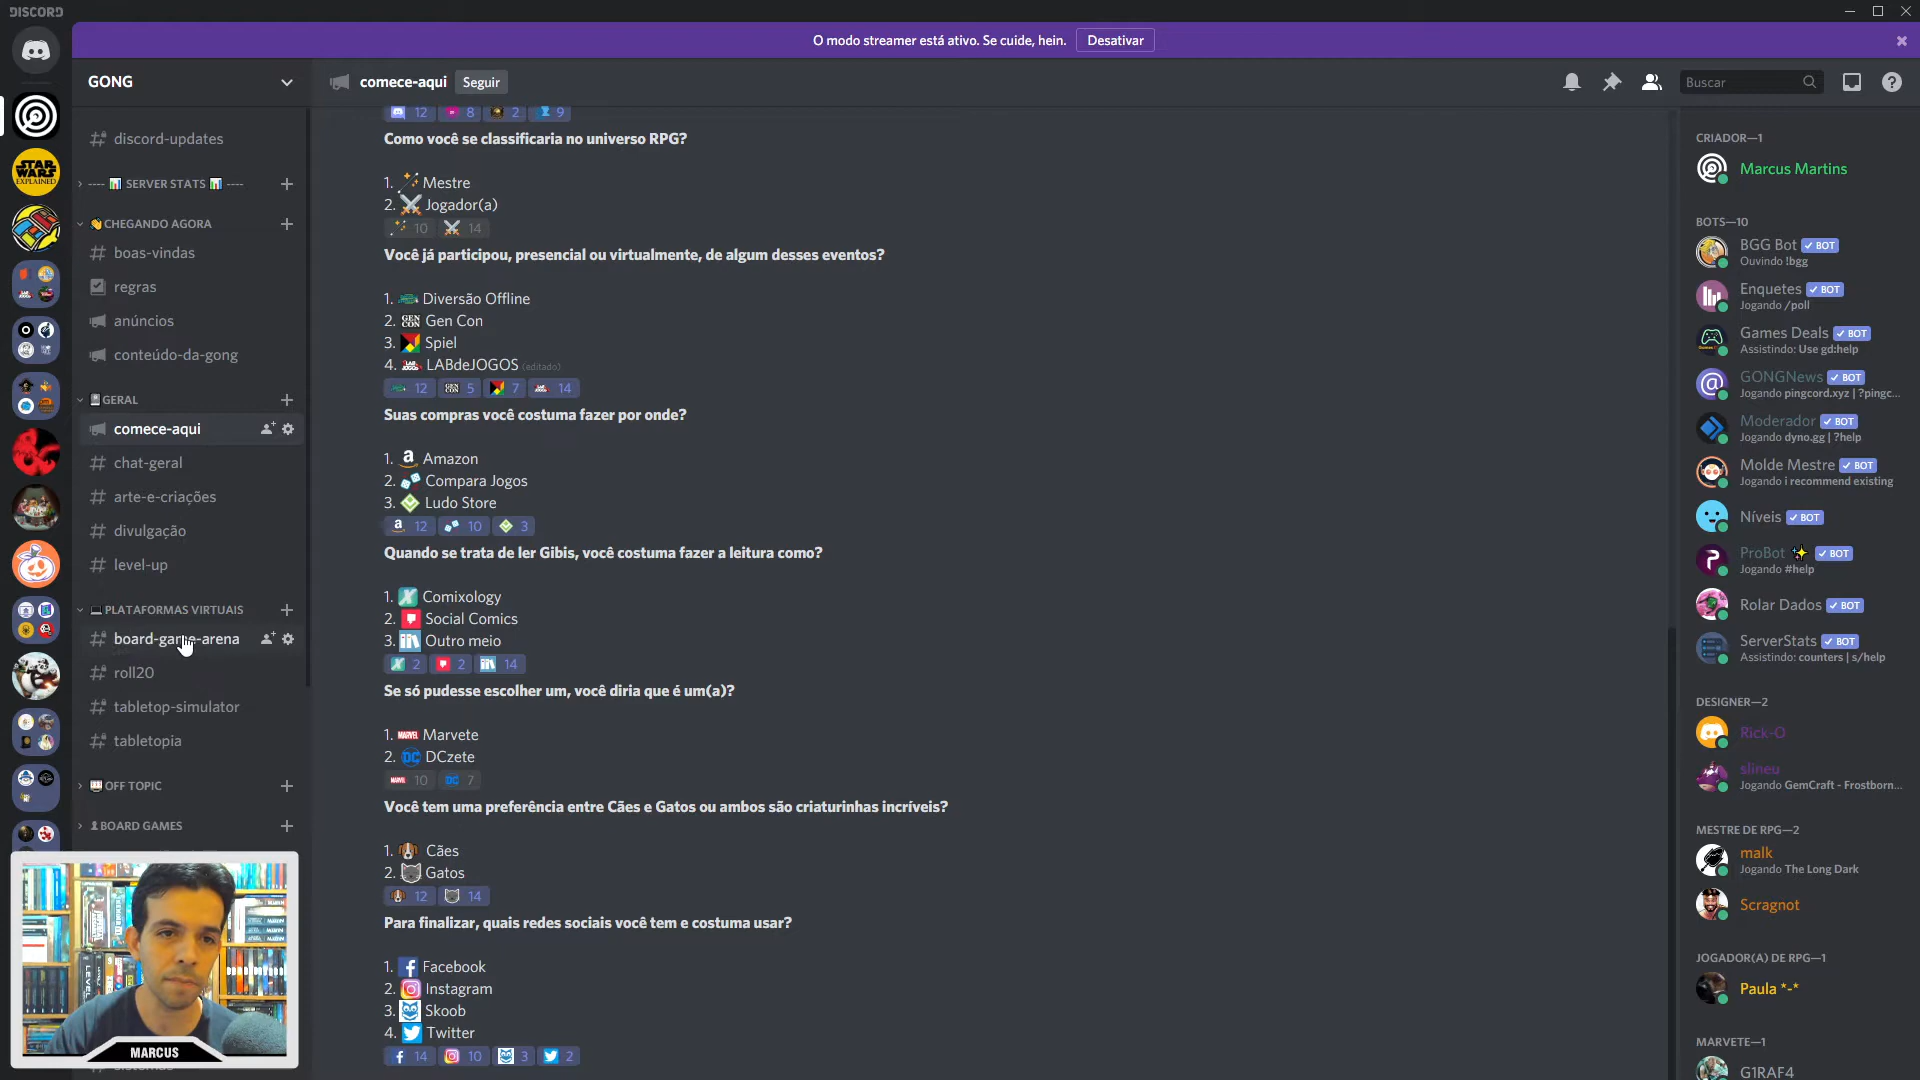 DISCORD
O modo streamer está ativo. Se cuide, hein.
Desativar
GONG
comece-aqui
Seguir
Buscar
discord-updates
---- SERVER STATS ----
CHEGANDO AGORA
boas-vindas
regras
anúncios
conteúdo-da-gong
GERAL
comece-aqui
chat-geral
arte-e-criações
divulgação
level-up
PLATAFORMAS VIRTUAIS
board-game-arena
roll20
tabletop-simulator
tabletopia
OFF TOPIC
BOARD GAMES
STAR WARS EXPLAINED
MARCUS
12 8 2 9
Como você se classificaria no universo RPG?
1. Mestre
2. Jogador(a)
10 14
Você já participou, presencial ou virtualmente, de algum desses eventos?
1. Diversão Offline
2. GEN CON Gen Con
3. Spiel
4. LABdeJOGOS (editado)
12 GEN CON 5 7 14
Suas compras você costuma fazer por onde?
1. Amazon
2. Compara Jogos
3. Ludo Store
12 10 3
Quando se trata de ler Gibis, você costuma fazer a leitura como?
1. Comixology
2. Social Comics
3. Outro meio
2 2 14
Se só pudesse escolher um, você diria que é um(a)?
1. MARVEL Marvete
2. DC DCzete
MARVEL 10 DC 7
Você tem uma preferência entre Cães e Gatos ou ambos são criaturinhas incríveis?
1. Cães
2. Gatos
12 14
Para finalizar, quais redes sociais você tem e costuma usar?
1. Facebook
2. Instagram
3. Skoob
4. Twitter
14 10 3 2
CRIADOR—1
Marcus Martins
BOTS—10
BGG Bot BOT
Ouvindo !bgg
Enquetes BOT
Jogando /poll
Games Deals BOT
Assistindo: Use gd:help
GONGNews BOT
Jogando pingcord.xyz | ?pingc...
Moderador BOT
Jogando dyno.gg | ?help
Molde Mestre BOT
Jogando i recommend existing
Níveis BOT
ProBot BOT
Jogando #help
Rolar Dados BOT
ServerStats BOT
Assistindo: counters | s/help
DESIGNER—2
Rick-O
slineu
Jogando GemCraft - Frostborn...
MESTRE DE RPG—2
malk
Jogando The Long Dark
Scragnot
JOGADOR(A) DE RPG—1
Paula *-*
MARVETE—1
G1RAF4